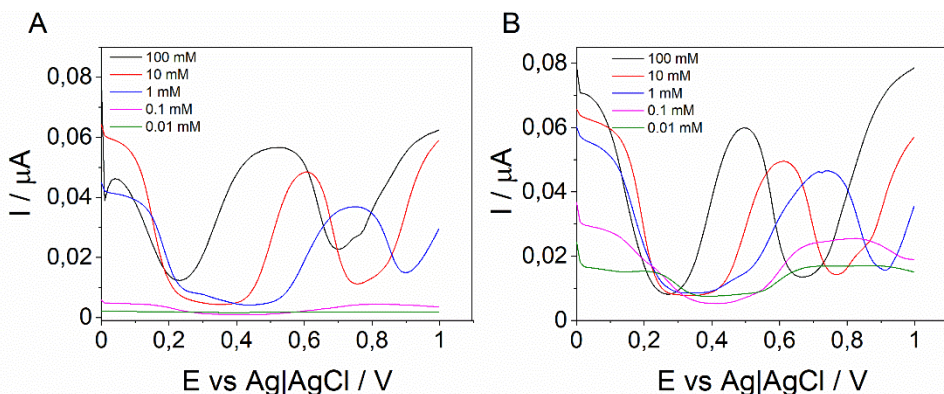 A
0,08
0,06
0,04
0,02
0
I / μA
100 mM
10 mM
1 mM
0.1 mM
0.01 mM
0 0,2 0,4 0,6 0,8 1
E vs Ag|AgCl / V
B
0,08
0,06
0,04
0,02
0
I / μA
100 mM
10 mM
1 mM
0.1 mM
0.01 mM
0 0,2 0,4 0,6 0,8 1
E vs Ag|AgCl / V